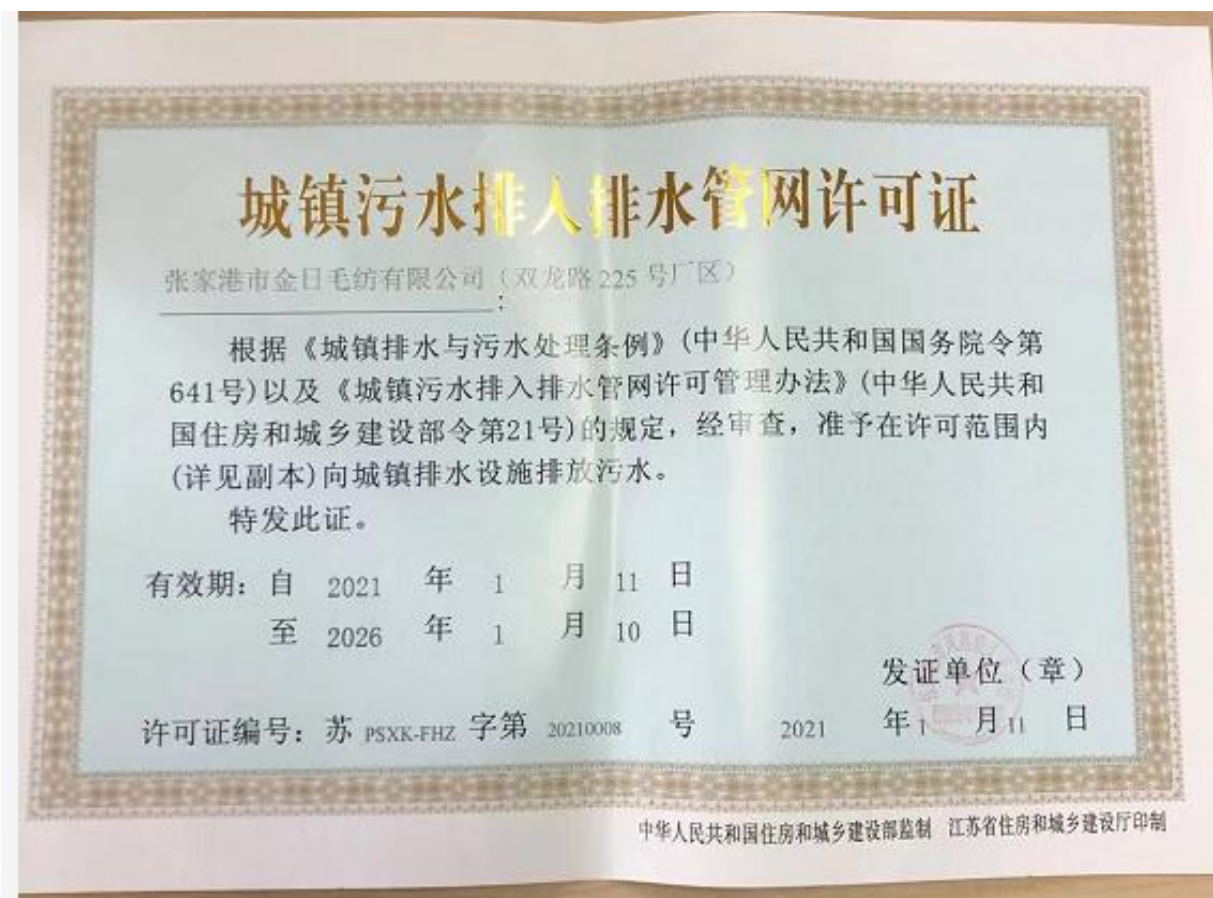 城镇污水排入排水管网许可证
张家港市金日毛纺有限公司（双龙路 225 号厂区）
：
根据《城镇排水与污水处理条例》(中华人民共和国国务院令第
641号)以及《城镇污水排入排水管网许可管理办法》(中华人民共和
国住房和城乡建设部令第21号)的规定，经审查，准予在许可范围内
(详见副本)向城镇排水设施排放污水。
特发此证。
有效期：自 2021 年 1 月 11 日
至 2026 年 1 月 10 日
发证单位（章）
许可证编号：苏 PSXK-FHZ 字第 20210008 号 2021 年 1 月 11 日
中华人民共和国住房和城乡建设部监制 江苏省住房和城乡建设厅印制